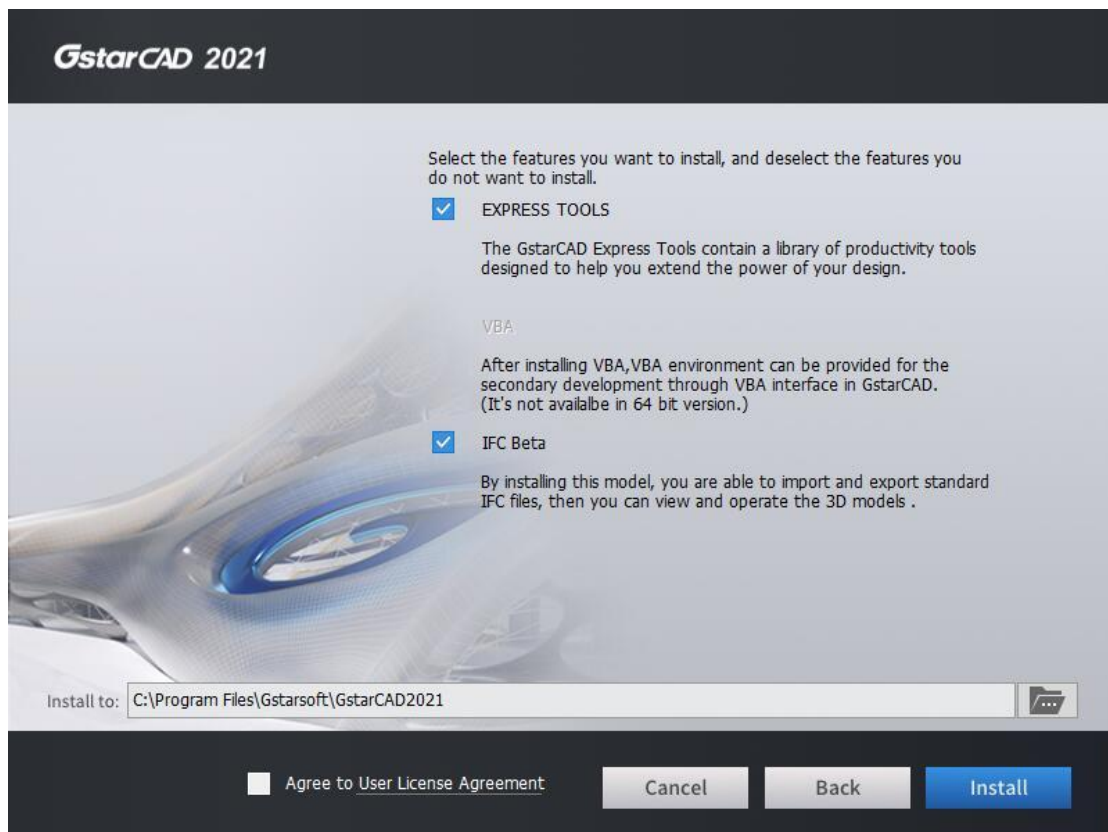 GstarCAD 2021
Select the features you want to install, and deselect the features you
do not want to install.
EXPRESS TOOLS
The GstarCAD Express Tools contain a library of productivity tools
designed to help you extend the power of your design.
VBA
After installing VBA,VBA environment can be provided for the
secondary development through VBA interface in GstarCAD.
(It's not availalbe in 64 bit version.)
IFC Beta
By installing this model, you are able to import and export standard
IFC files, then you can view and operate the 3D models .
Install to: C:\Program Files\Gstarsoft\GstarCAD2021
Agree to User License Agreement Cancel Back Install